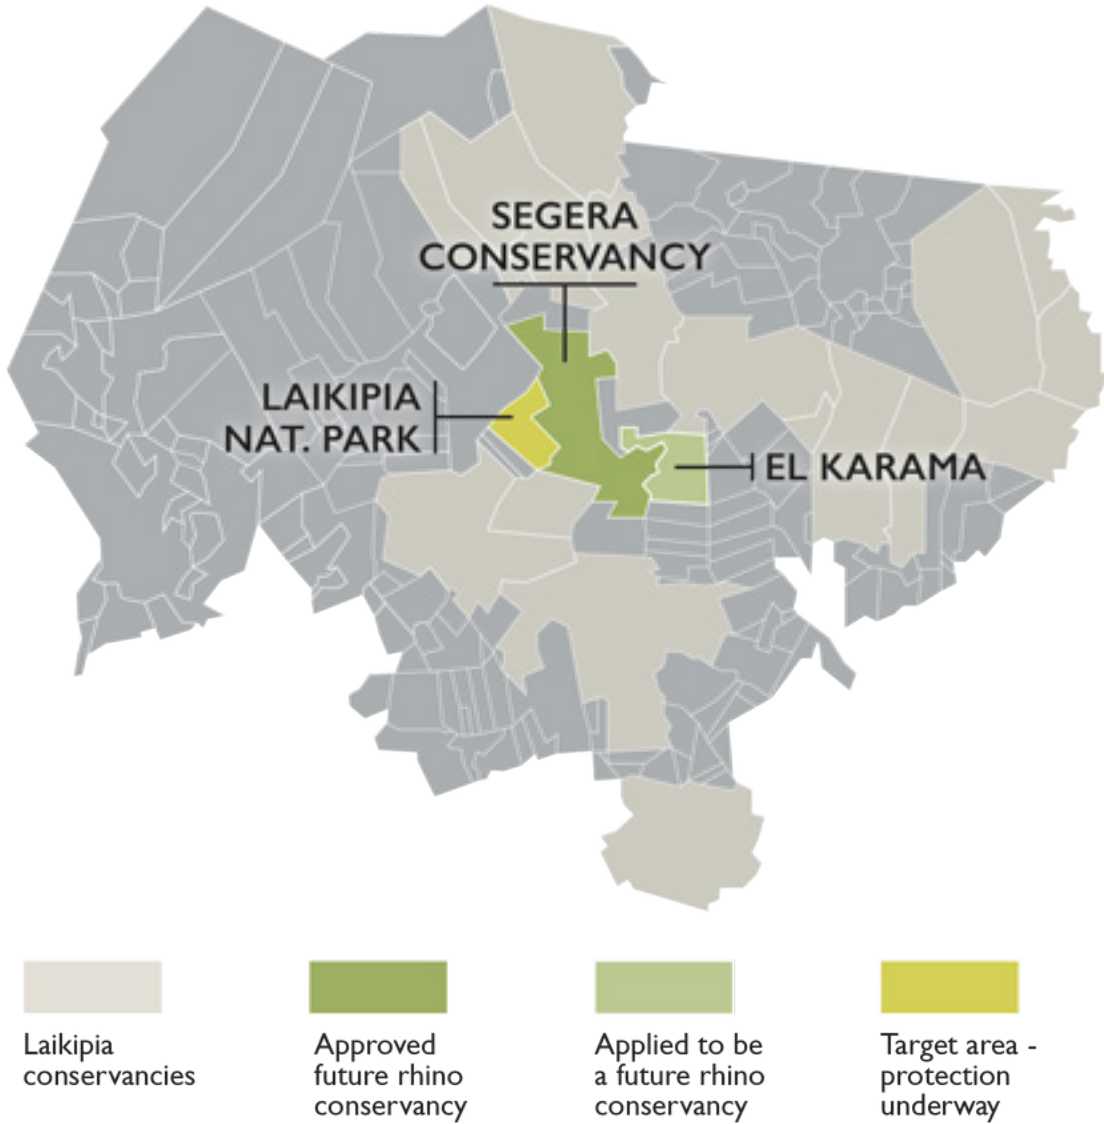 SEGERA
CONSERVANCY
LAIKIPIA
NAT. PARK
EL KARAMA
Laikipia
conservancies
Approved
future rhino
conservancy
Applied to be
a future rhino
conservancy
Target area -
protection
underway